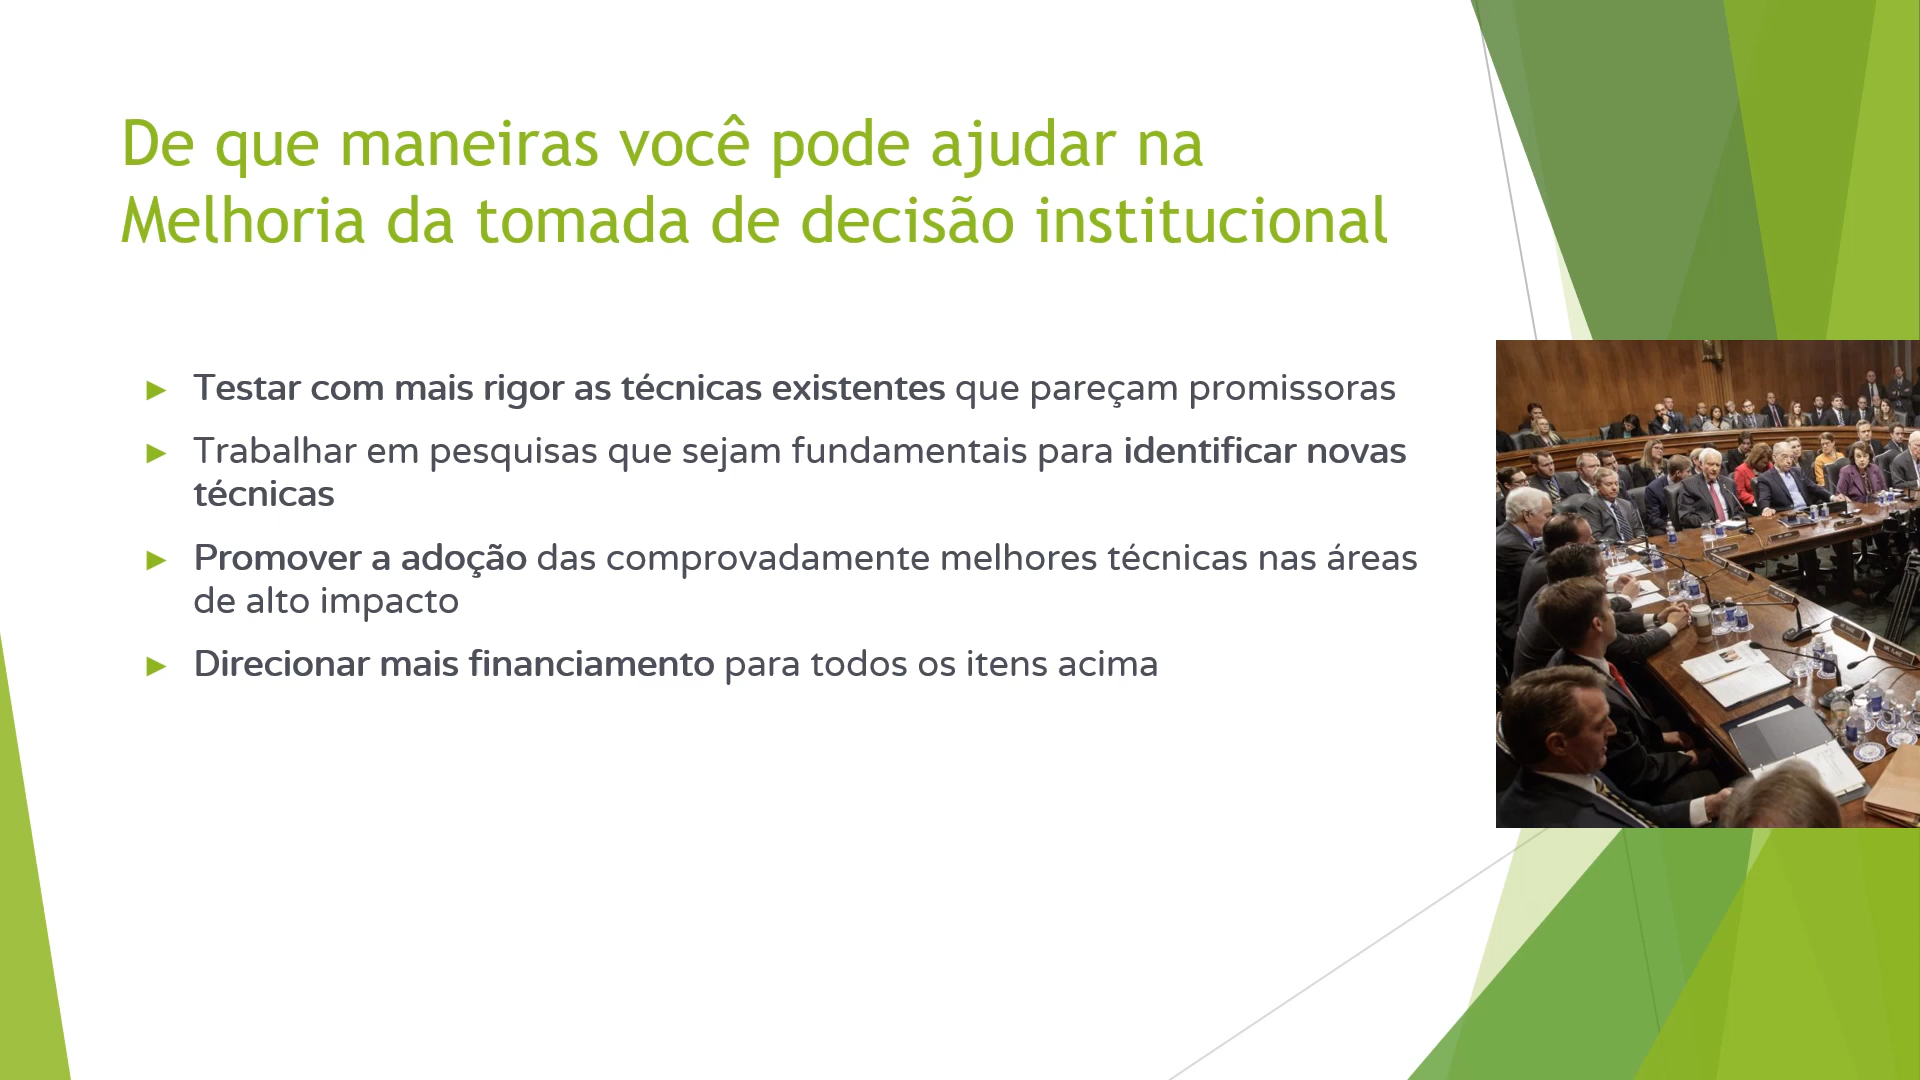 De que maneiras você pode ajudar na
Melhoria da tomada de decisão institucional
Testar com mais rigor as técnicas existentes que pareçam promissoras
Trabalhar em pesquisas que sejam fundamentais para identificar novas
técnicas
Promover a adoção das comprovadamente melhores técnicas nas áreas
de alto impacto
Direcionar mais financiamento para todos os itens acima